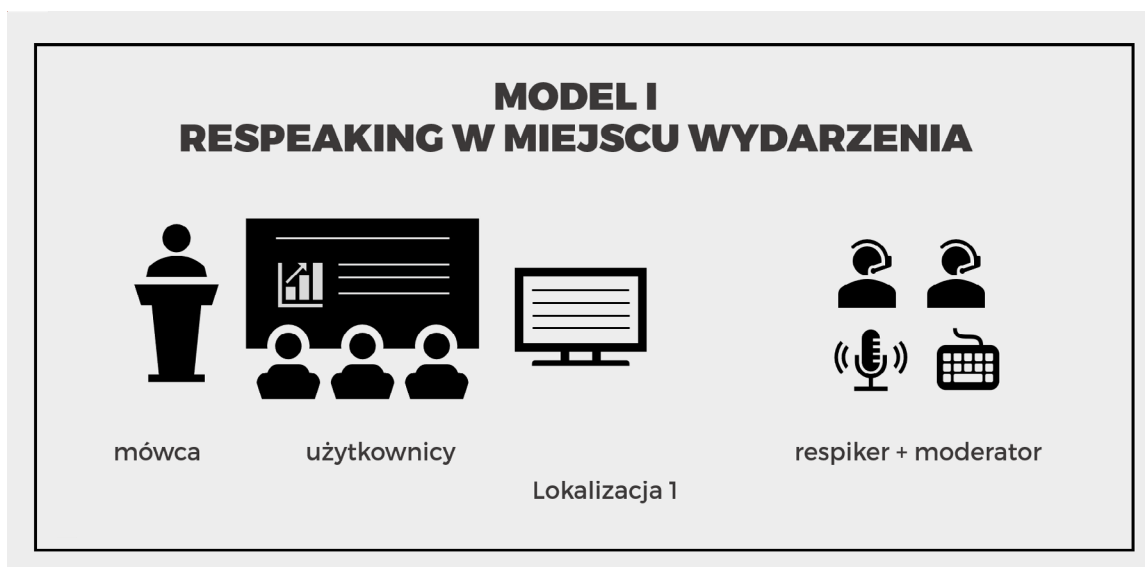 MODEL I
RESPEAKING W MIEJSCU WYDARZENIA
mówca
użytkownicy
respiker + moderator
Lokalizacja 1